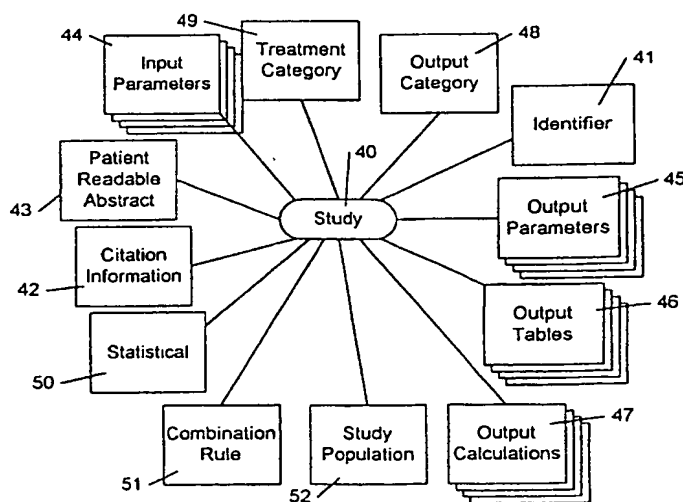 44
Input
Parameters
49
Treatment
Category
Output
Category
48
41
Identifier
Patient
Readable
Abstract
43
40
Study
45
Output
Parameters
Citation
Information
42
Output
Tables
46
Statistical
50
Combination
Rule
51
Study
Population
52
Output
Calculations
47